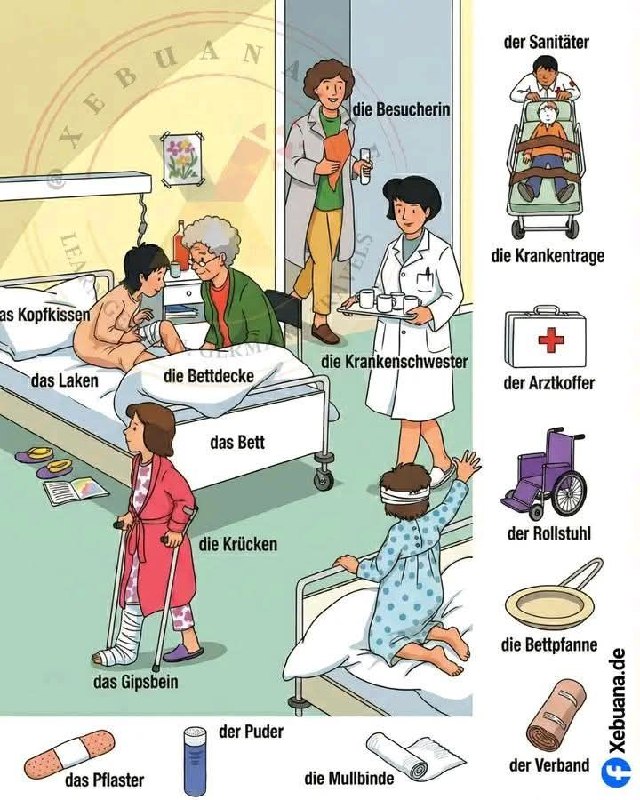 der Sanitäter
die Besucherin
die Krankentrage
as Kopfkissen
die Krankenschwester
das Laken
die Bettdecke
der Arztkoffer
das Bett
der Rollstuhl
die Krücken
die Bettpfanne
das Gipsbein
der Puder
der Verband
das Pflaster
die Mullbinde
Xebuana.de
@XEBUANA